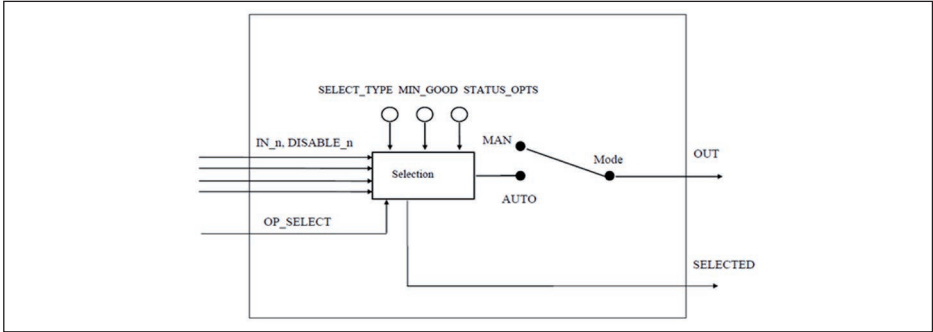 SELECT_TYPE MIN_GOOD STATUS_OPTS
IN_n, DISABLE_n
MAN
Mode
OUT
Selection
AUTO
OP_SELECT
SELECTED